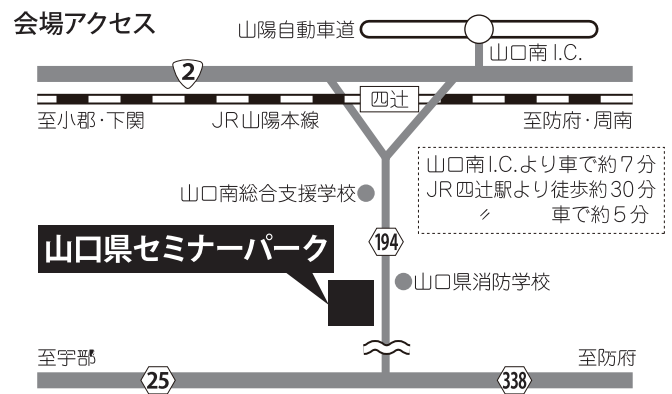 会場アクセス
山陽自動車道
山口南I.C.
2
四辻
至小郡・下関
JR山陽本線
至防府・周南
山口南I.C.より車で約7分
JR四辻駅より徒歩約30分
〃 車で約5分
山口南総合支援学校
194
山口県セミナーパーク
山口県消防学校
至宇部
至防府
25
338